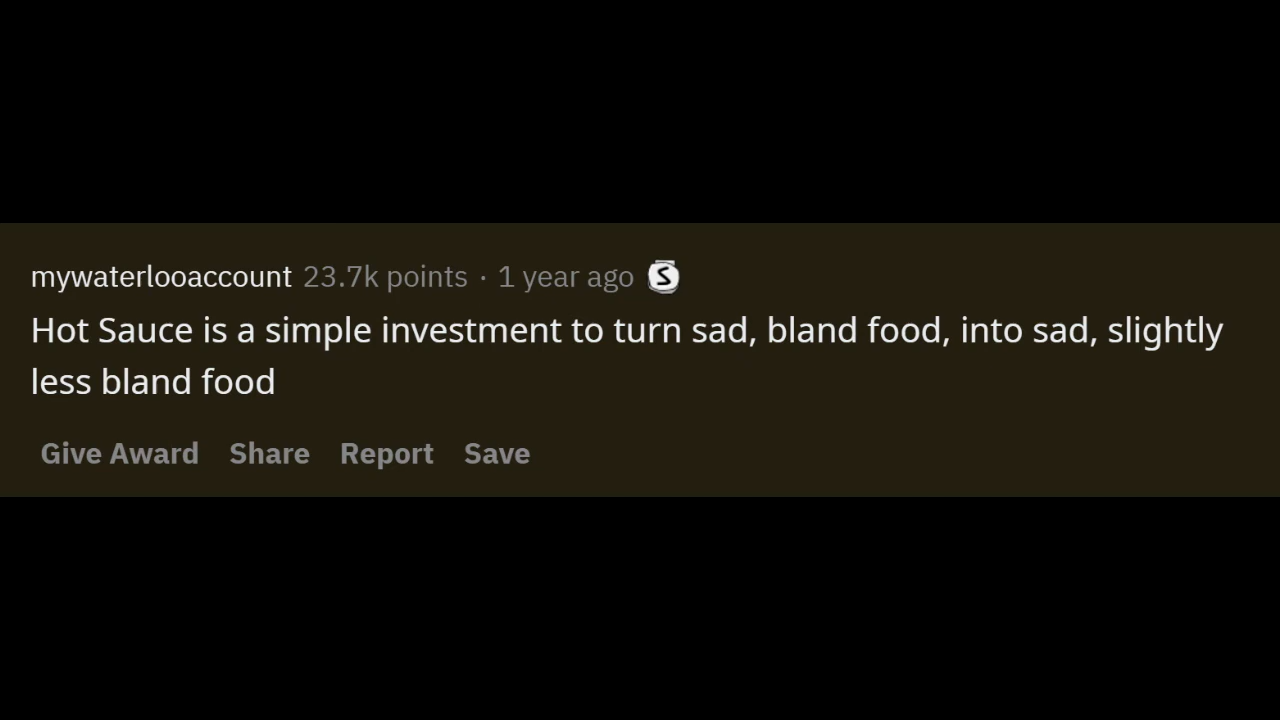 mywaterlooaccount 23.7k points · 1 year ago S
Hot Sauce is a simple investment to turn sad, bland food, into sad, slightly
less bland food
Give Award Share Report Save